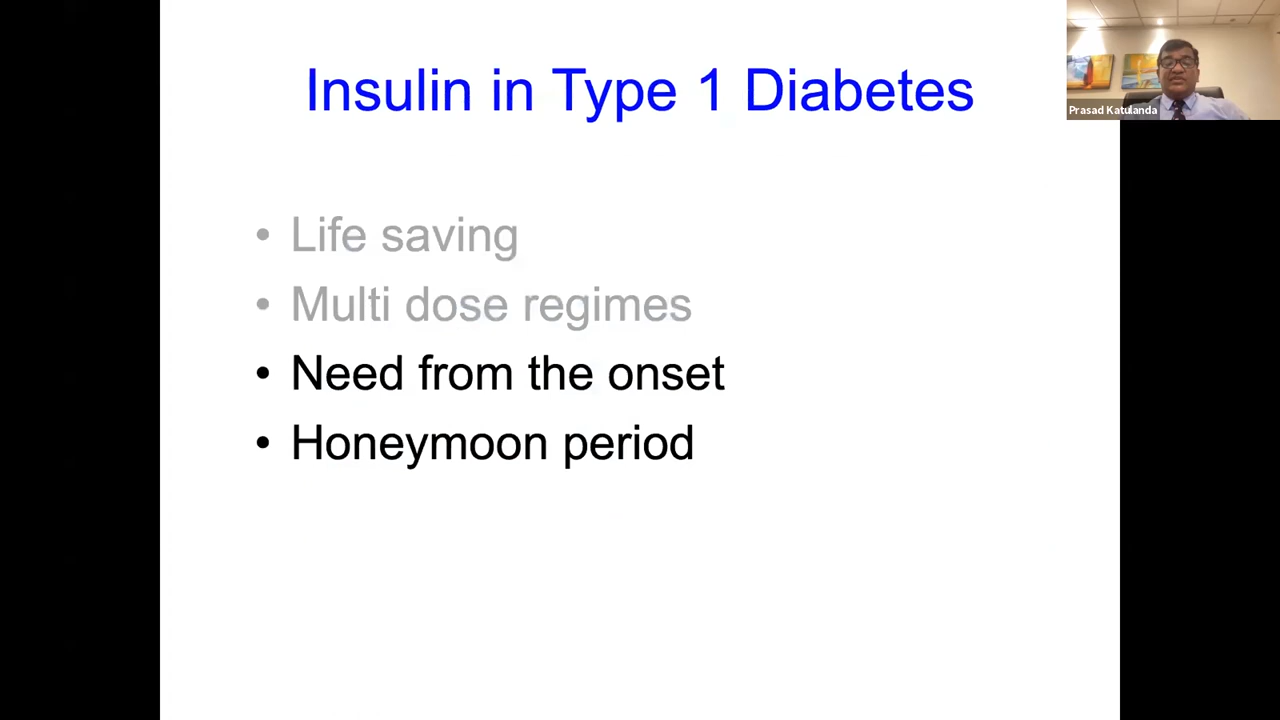 Insulin in Type 1 Diabetes
Prasad Katulanda
• Life saving
• Multi dose regimes
• Need from the onset
• Honeymoon period